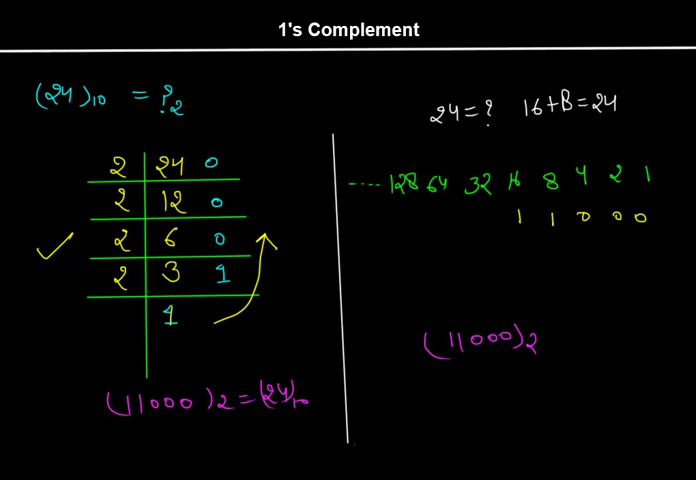 1's Complement
(24)10 = ?2
2 24 0
2 12 0
2 6 0
2 3 1
1
(11000)2 = (24)10
24 = ? 16+8=24
.... 128 64 32 16 8 4 2 1
1 1 0 0 0
(11000)2